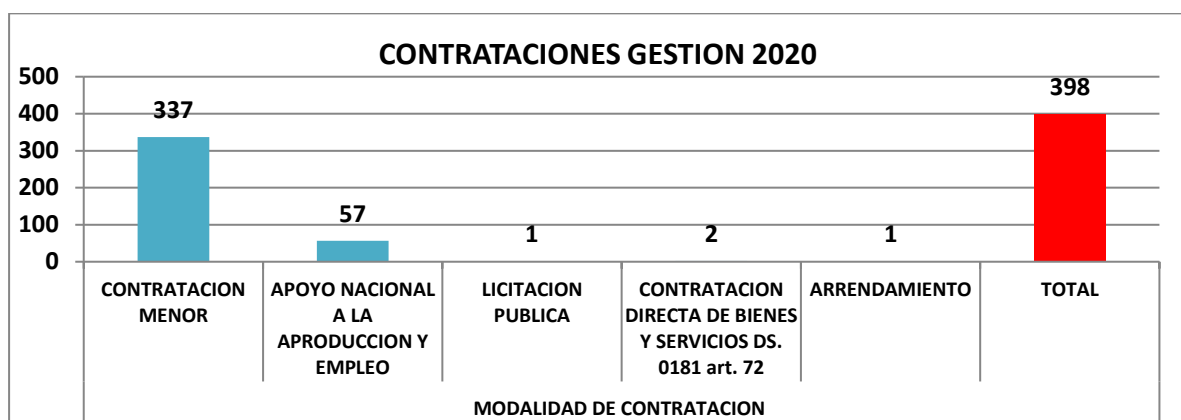 CONTRATACIONES GESTION 2020
500
400
300
200
100
0
337
57
1
2
1
398
CONTRATACION
MENOR
APOYO NACIONAL
A LA
APRODUCCION Y
EMPLEO
LICITACION
PUBLICA
CONTRATACION
DIRECTA DE BIENES
Y SERVICIOS DS.
0181 art. 72
ARRENDAMIENTO
TOTAL
MODALIDAD DE CONTRATACION